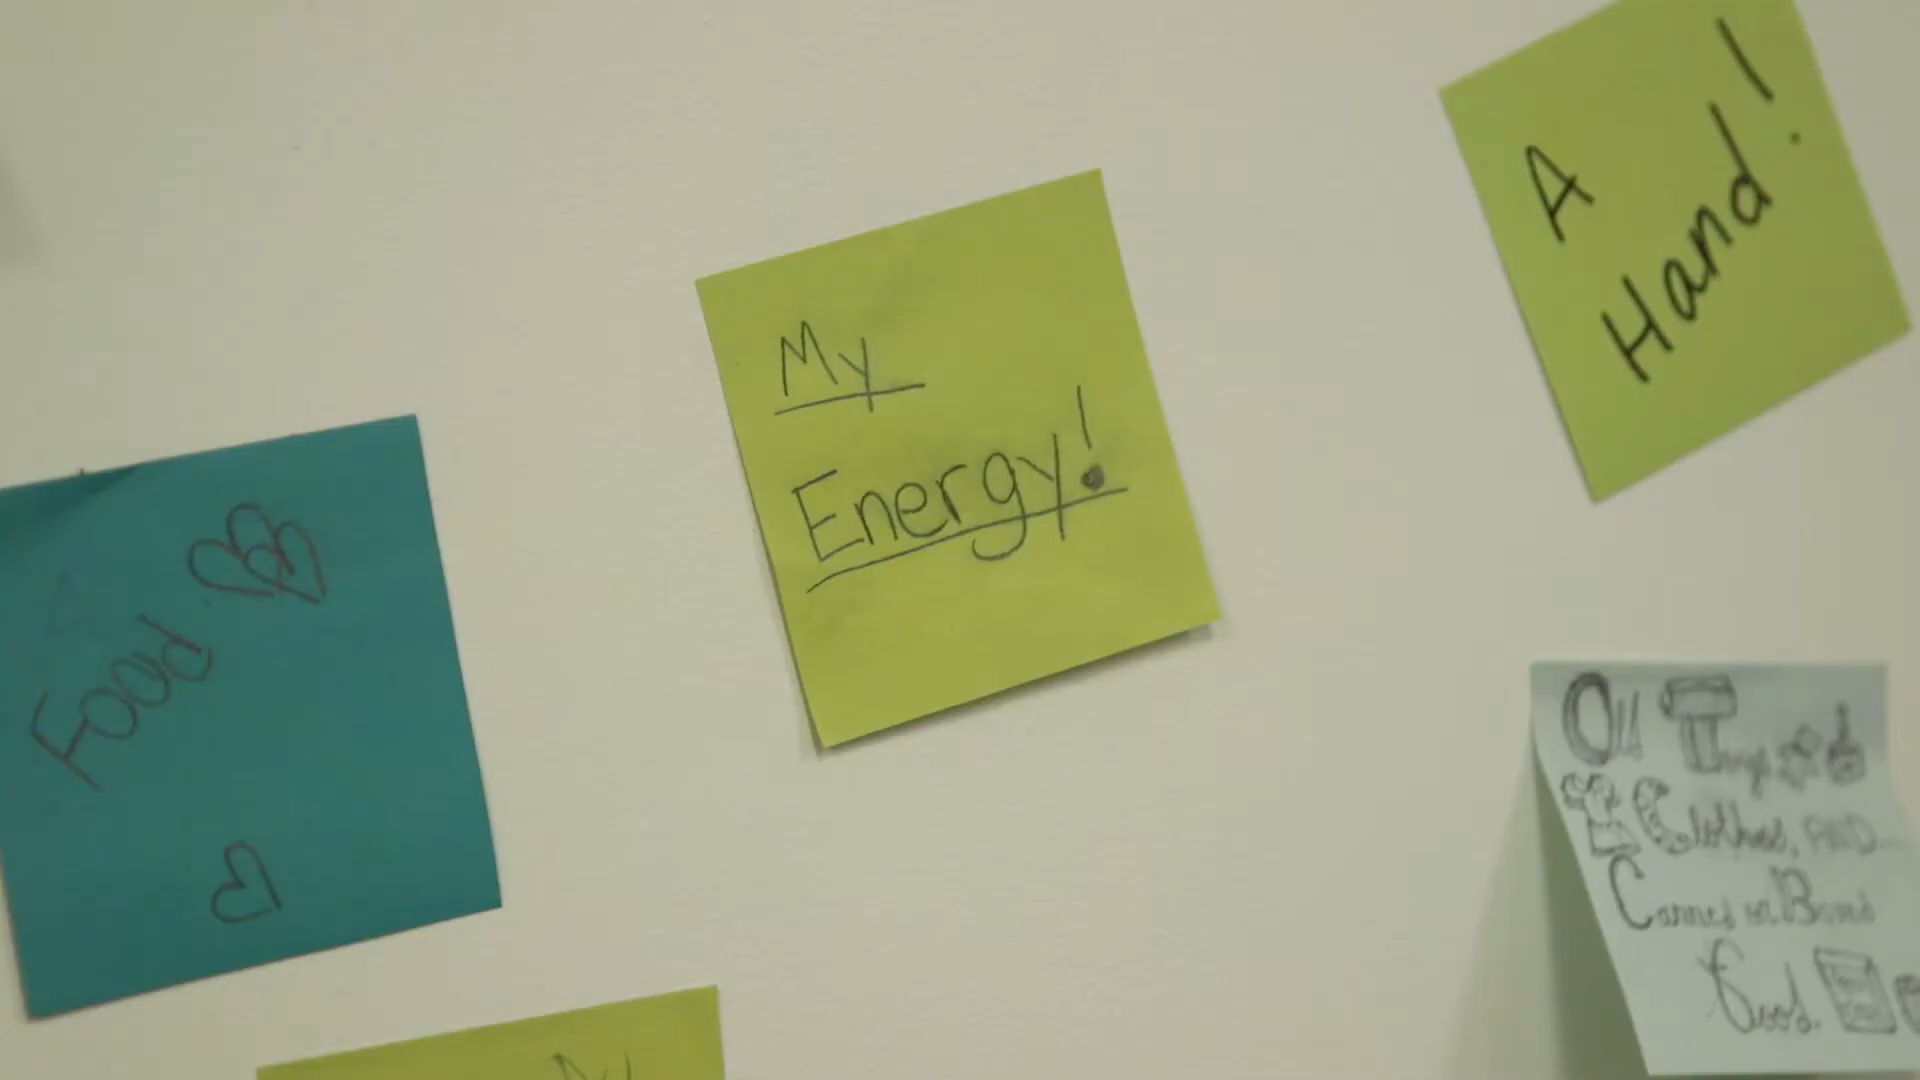 A
Hand!
My
Energy!
Food
Old Toys
Clothes, AND...
Canned or Boxed
Food.